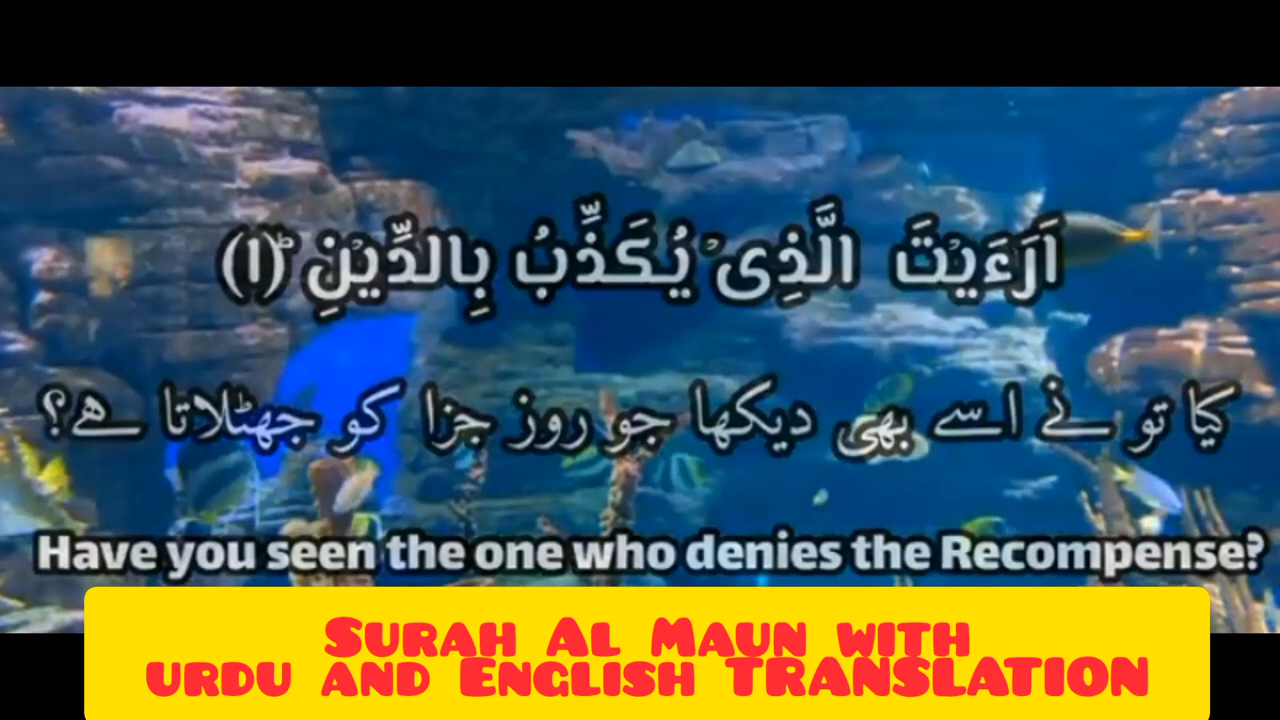 اَرَءَیْتَ الَّذِیْ یُكَذِّبُ بِالدِّیْنِؕ(۱)
کیا تو نے اسے بھی دیکھا جو روز جزا کو جھٹلاتا ہے؟
Have you seen the one who denies the Recompense?
Surah Al Maun with
urdu and English TRANSLATION